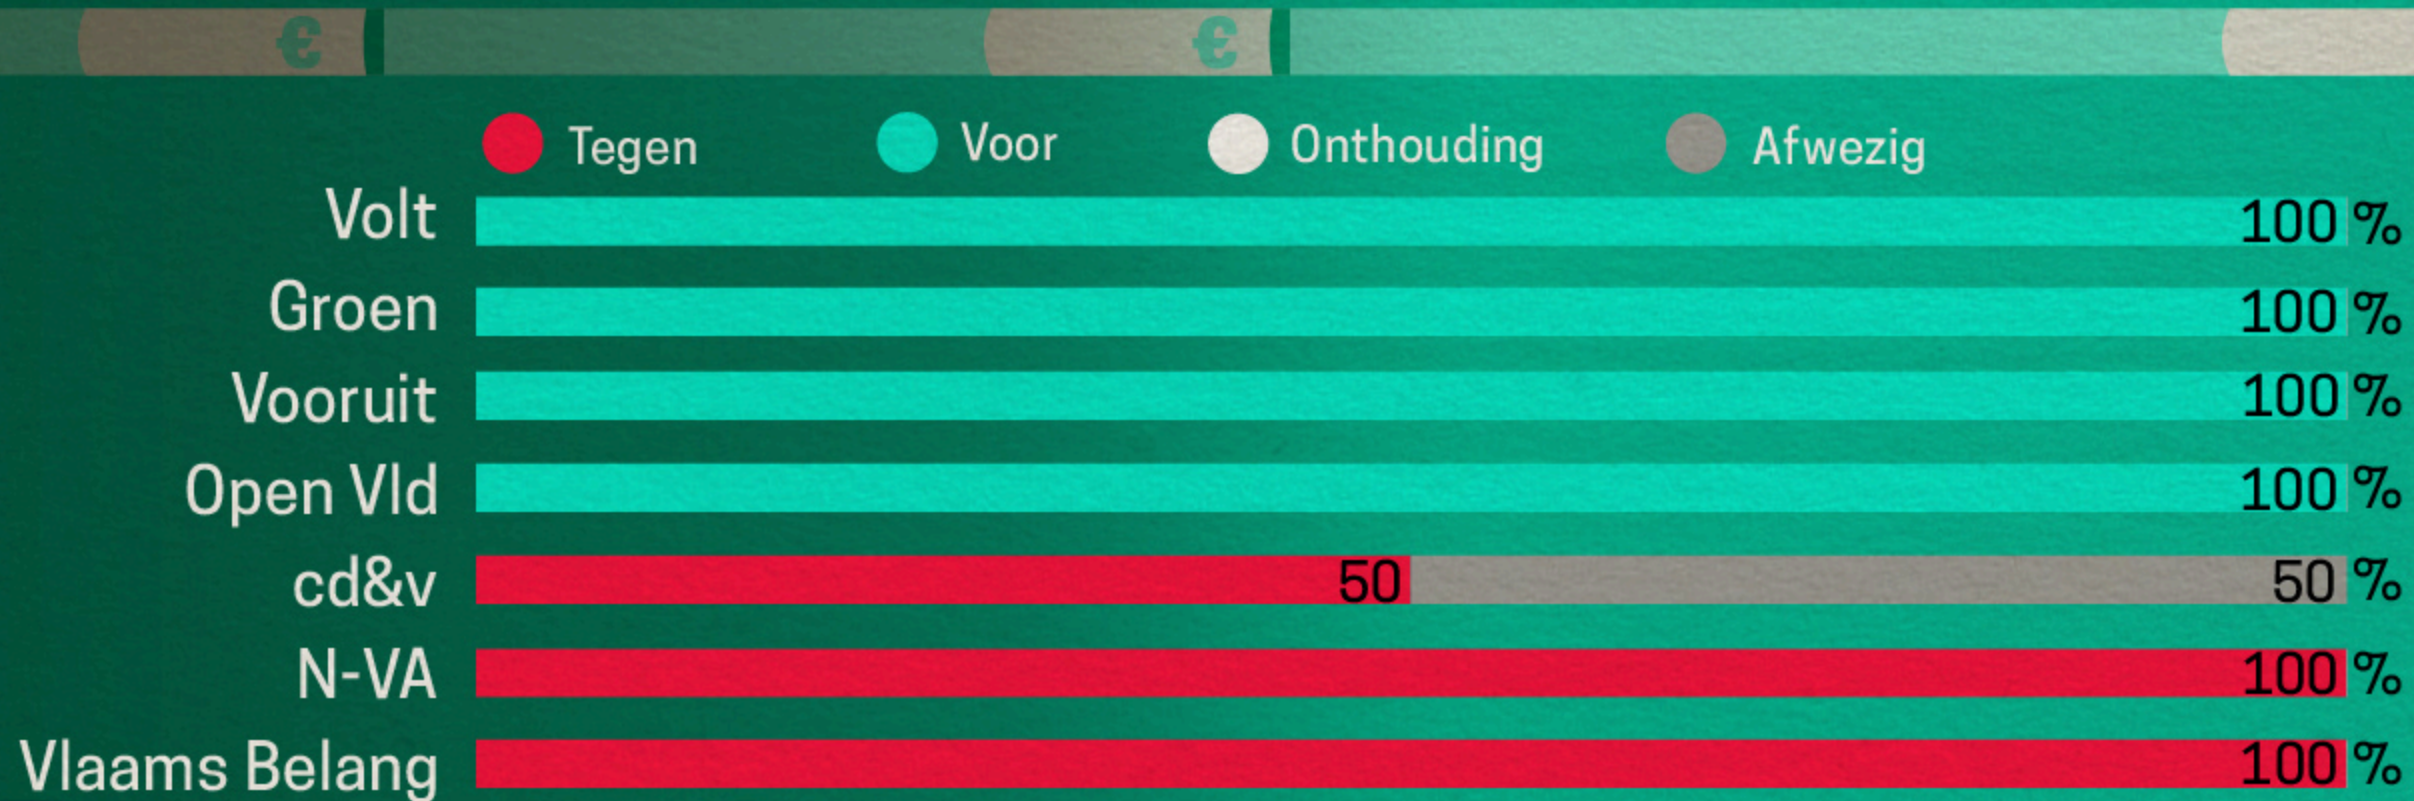 € €
Tegen Voor Onthouding Afwezig
Volt 100 %
Groen 100 %
Vooruit 100 %
Open Vld 100 %
cd&v 50 50 %
N-VA 100 %
Vlaams Belang 100 %